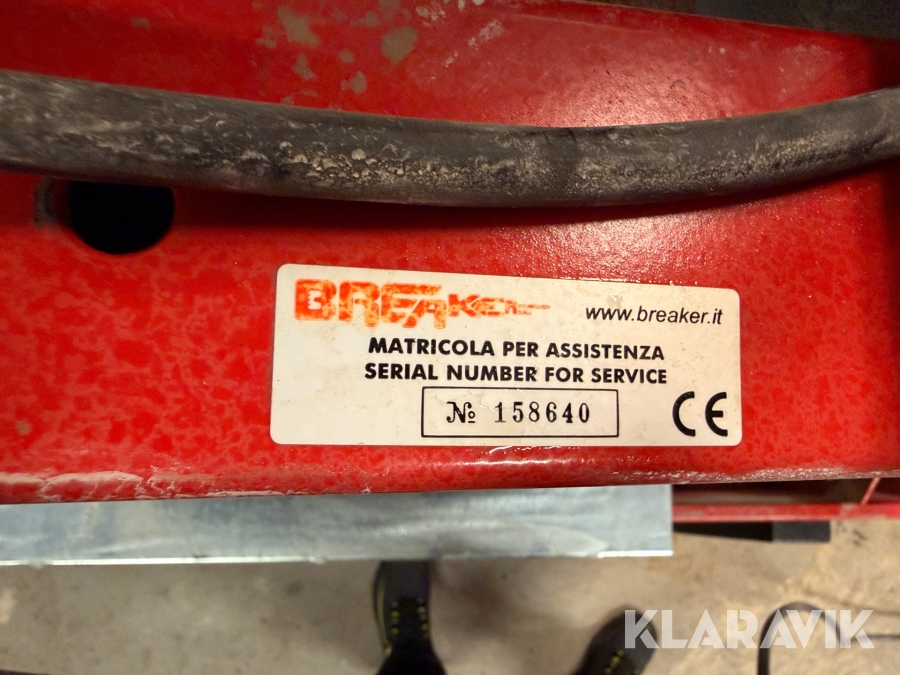 BREAKER
www.breaker.it
MATRICOLA PER ASSISTENZA
SERIAL NUMBER FOR SERVICE
№ 158640
CE
KLARAVIK